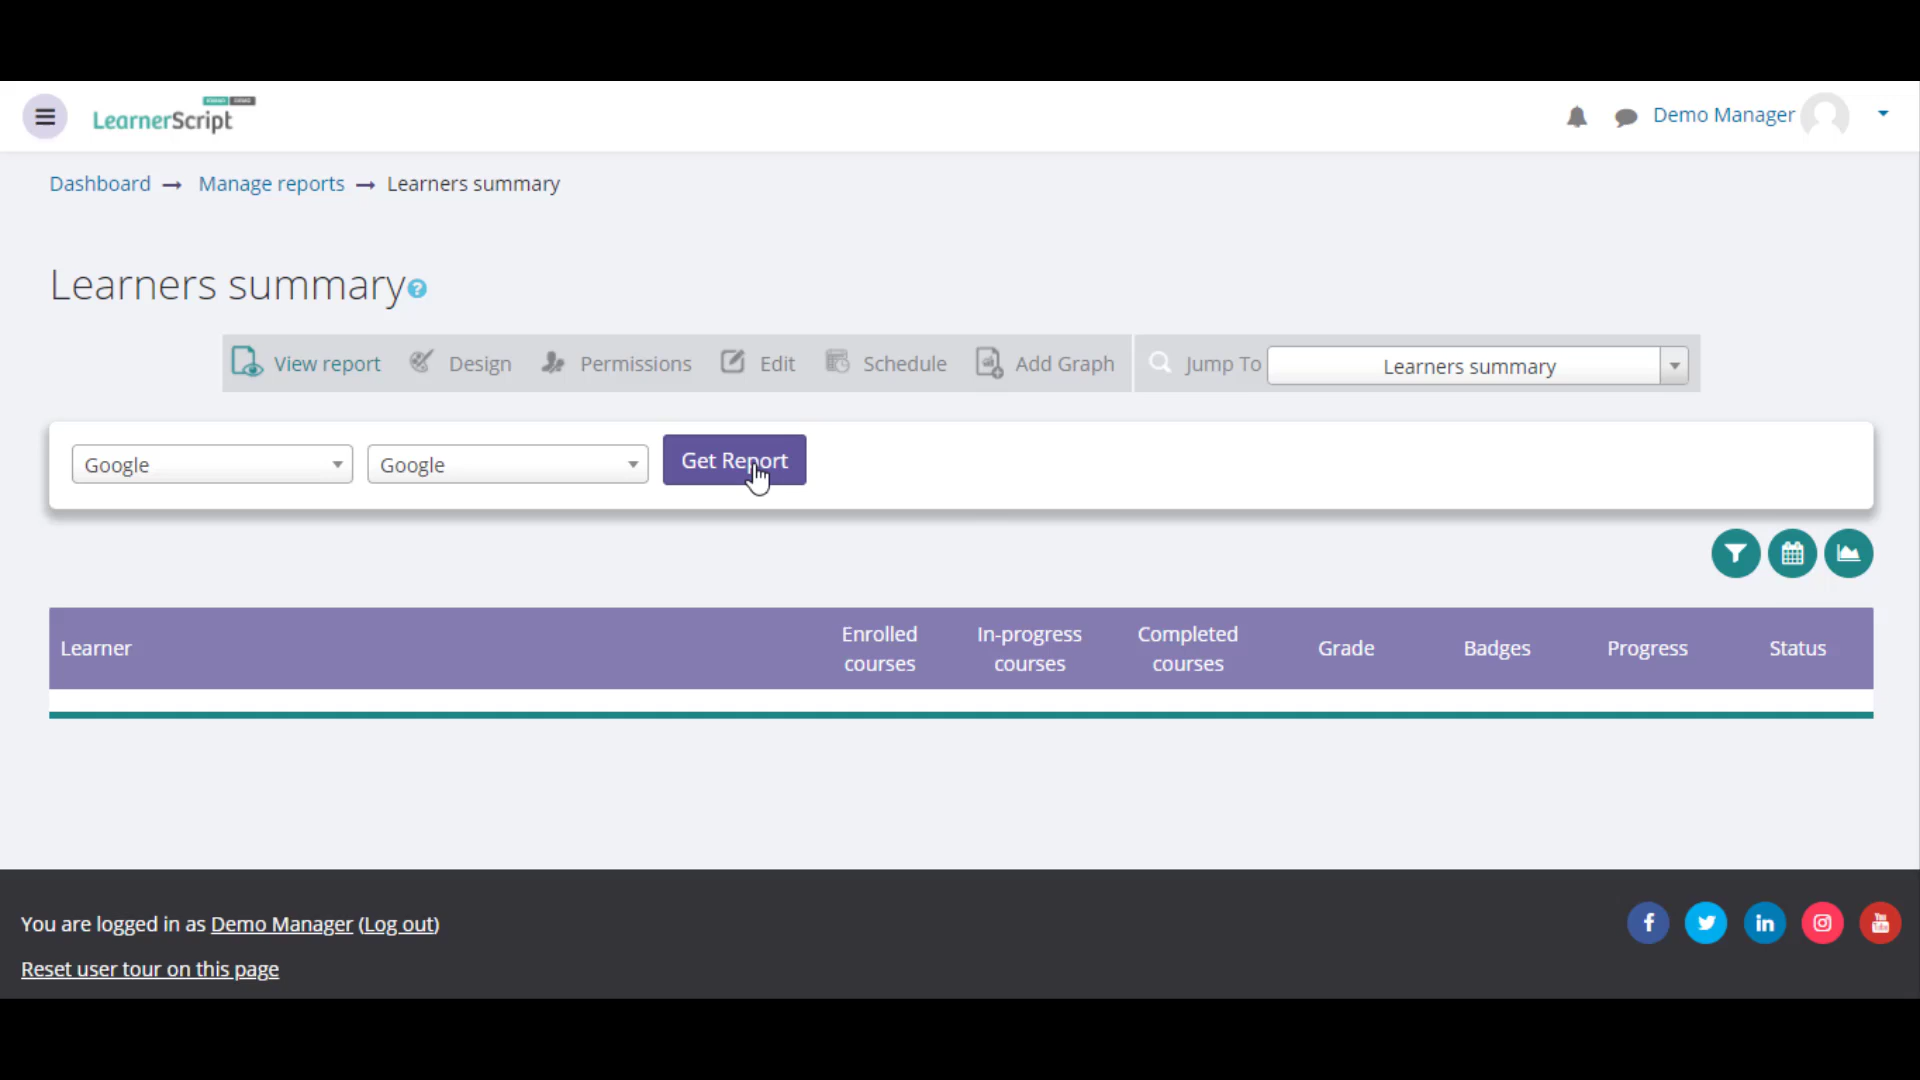 LearnerScript
Demo Manager
Dashboard → Manage reports → Learners summary
Learners summary
View report Design Permissions Edit Schedule Add Graph Jump To Learners summary
Google Google Get Report
Learner Enrolled courses In-progress courses Completed courses Grade Badges Progress Status
You are logged in as Demo Manager (Log out)
Reset user tour on this page